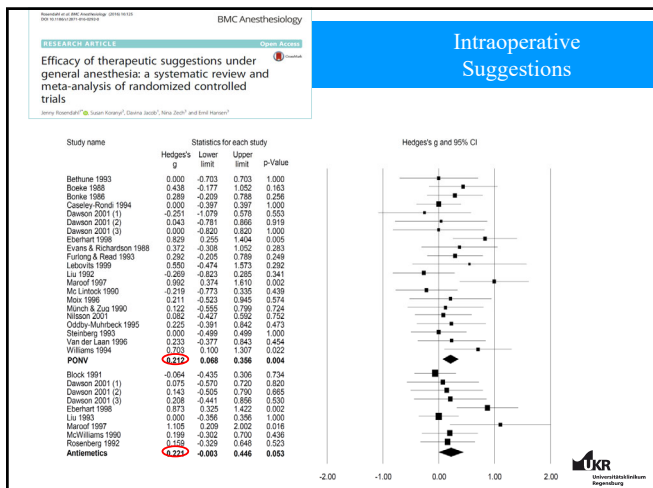 Rosendahl et al. BMC Anesthesiology (2016) 16:125
BMC Anesthesiology
RESEARCH ARTICLE
Open Access
CrossMark
Efficacy of therapeutic suggestions under
general anesthesia: a systematic review and
meta-analysis of randomized controlled
trials
Jenny Rosendahl, Susan Koranyi, Davina Jacob, Nina Zech and Emil Hansen
Intraoperative
Suggestions
Study name Statistics for each study Hedges's g and 95% CI
Hedges's Lower Upper
g limit limit p-Value
Bethune 1993 0.000 -0.703 0.703 1.000
Boeke 1988 0.438 -0.177 1.052 0.163
Bonke 1986 0.289 -0.209 0.788 0.256
Caseley-Rondi 1994 0.000 -0.397 0.397 1.000
Dawson 2001 (1) -0.251 -1.079 0.578 0.553
Dawson 2001 (2) 0.043 -0.781 0.866 0.919
Dawson 2001 (3) 0.000 -0.820 0.820 1.000
Eberhart 1998 0.829 0.255 1.404 0.005
Evans & Richardson 1988 0.372 -0.308 1.052 0.283
Furlong & Read 1993 0.292 -0.205 0.789 0.249
Lebovits 1999 0.550 -0.474 1.573 0.292
Liu 1992 -0.269 -0.823 0.285 0.341
Maroof 1997 0.992 0.374 1.610 0.002
Mc Lintock 1990 -0.219 -0.773 0.335 0.439
Moix 1996 0.211 -0.523 0.945 0.574
Münch & Zug 1990 0.122 -0.555 0.799 0.724
Nilsson 2001 0.082 -0.427 0.592 0.752
Oddby-Muhrbeck 1995 0.225 -0.391 0.842 0.473
Steinberg 1993 0.000 -0.499 0.499 1.000
Van der Laan 1996 0.233 -0.377 0.843 0.454
Williams 1994 0.703 0.100 1.307 0.022
PONV 0.212 0.068 0.356 0.004
Block 1991 -0.064 -0.435 0.306 0.734
Dawson 2001 (1) 0.075 -0.570 0.720 0.820
Dawson 2001 (2) 0.143 -0.505 0.790 0.665
Dawson 2001 (3) 0.208 -0.441 0.856 0.530
Eberhart 1998 0.873 0.325 1.422 0.002
Liu 1993 0.000 -0.356 0.356 1.000
Maroof 1997 1.105 0.209 2.002 0.016
McWilliams 1990 0.199 -0.302 0.700 0.436
Rosenberg 1992 0.159 -0.329 0.648 0.523
Antiemetics 0.221 -0.003 0.446 0.053
-2.00 -1.00 0.00 1.00 2.00
UKR
Universitätsklinikum
Regensburg